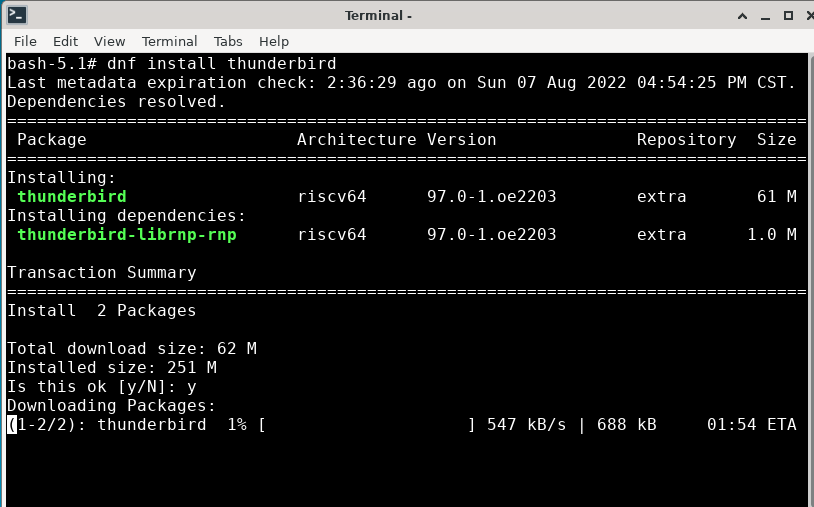 Terminal -
File Edit View Terminal Tabs Help
bash-5.1# dnf install thunderbird
Last metadata expiration check: 2:36:29 ago on Sun 07 Aug 2022 04:54:25 PM CST.
Dependencies resolved.
================================================================================
 Package                     Architecture Version              Repository  Size
================================================================================
Installing:
 thunderbird                 riscv64      97.0-1.oe2203        extra       61 M
Installing dependencies:
 thunderbird-librnp-rnp      riscv64      97.0-1.oe2203        extra      1.0 M
Transaction Summary
================================================================================
Install  2 Packages
Total download size: 62 M
Installed size: 251 M
Is this ok [y/N]: y
Downloading Packages:
(1-2/2): thunderbird  1% [                    ] 547 kB/s | 688 kB     01:54 ETA